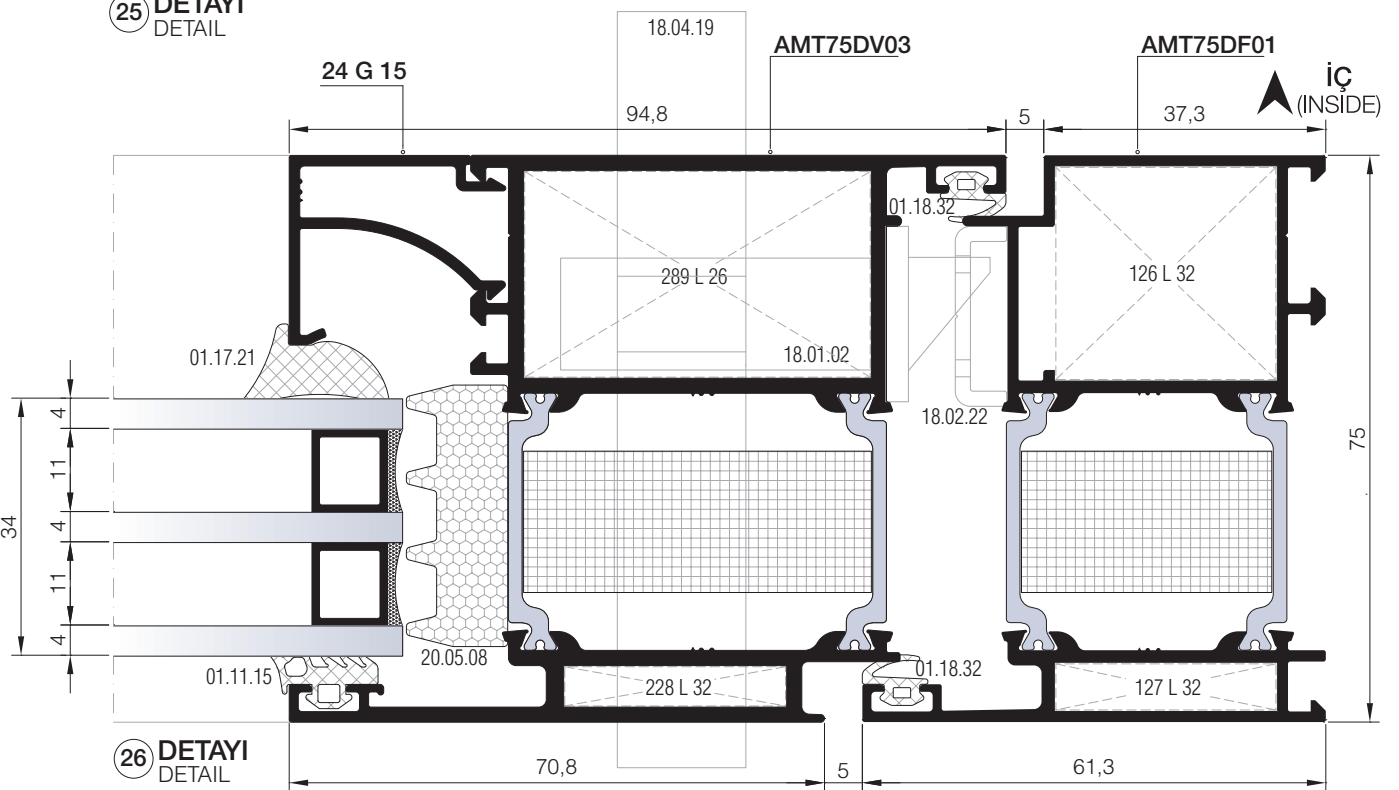 25 DETAYI
DETAIL
18.04.19
AMT75DV03
AMT75DF01
24 G 15
İÇ
(INSIDE)
94,8
5
37,3
01.18.32
289 L 26
126 L 32
01.17.21
18.01.02
18.02.22
4
11
4
11
4
34
75
20.05.08
01.11.15
01.18.32
228 L 32
127 L 32
26 DETAYI
DETAIL
70,8
5
61,3